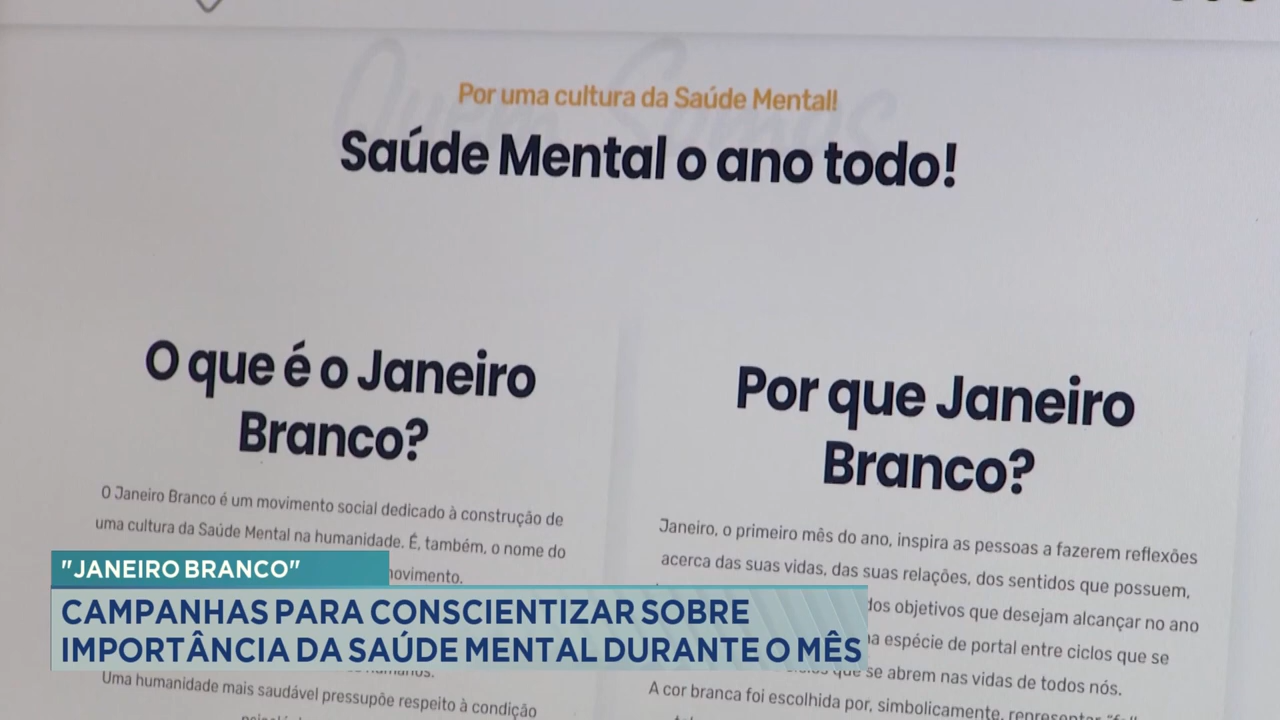 Quem Somos
Por uma cultura da Saúde Mental!
Saúde Mental o ano todo!
O que é o Janeiro
Branco?
O Janeiro Branco é um movimento social dedicado à construção de
uma cultura da Saúde Mental na humanidade. É, também, o nome do
movimento.
Uma humanidade mais saudável pressupõe respeito à condição
Por que Janeiro
Branco?
Janeiro, o primeiro mês do ano, inspira as pessoas a fazerem reflexões
acerca das suas vidas, das suas relações, dos sentidos que possuem,
dos objetivos que desejam alcançar no ano
espécie de portal entre ciclos que se
que se abrem nas vidas de todos nós.
A cor branca foi escolhida por, simbolicamente, representar
"JANEIRO BRANCO"
CAMPANHAS PARA CONSCIENTIZAR SOBRE
IMPORTÂNCIA DA SAÚDE MENTAL DURANTE O MÊS